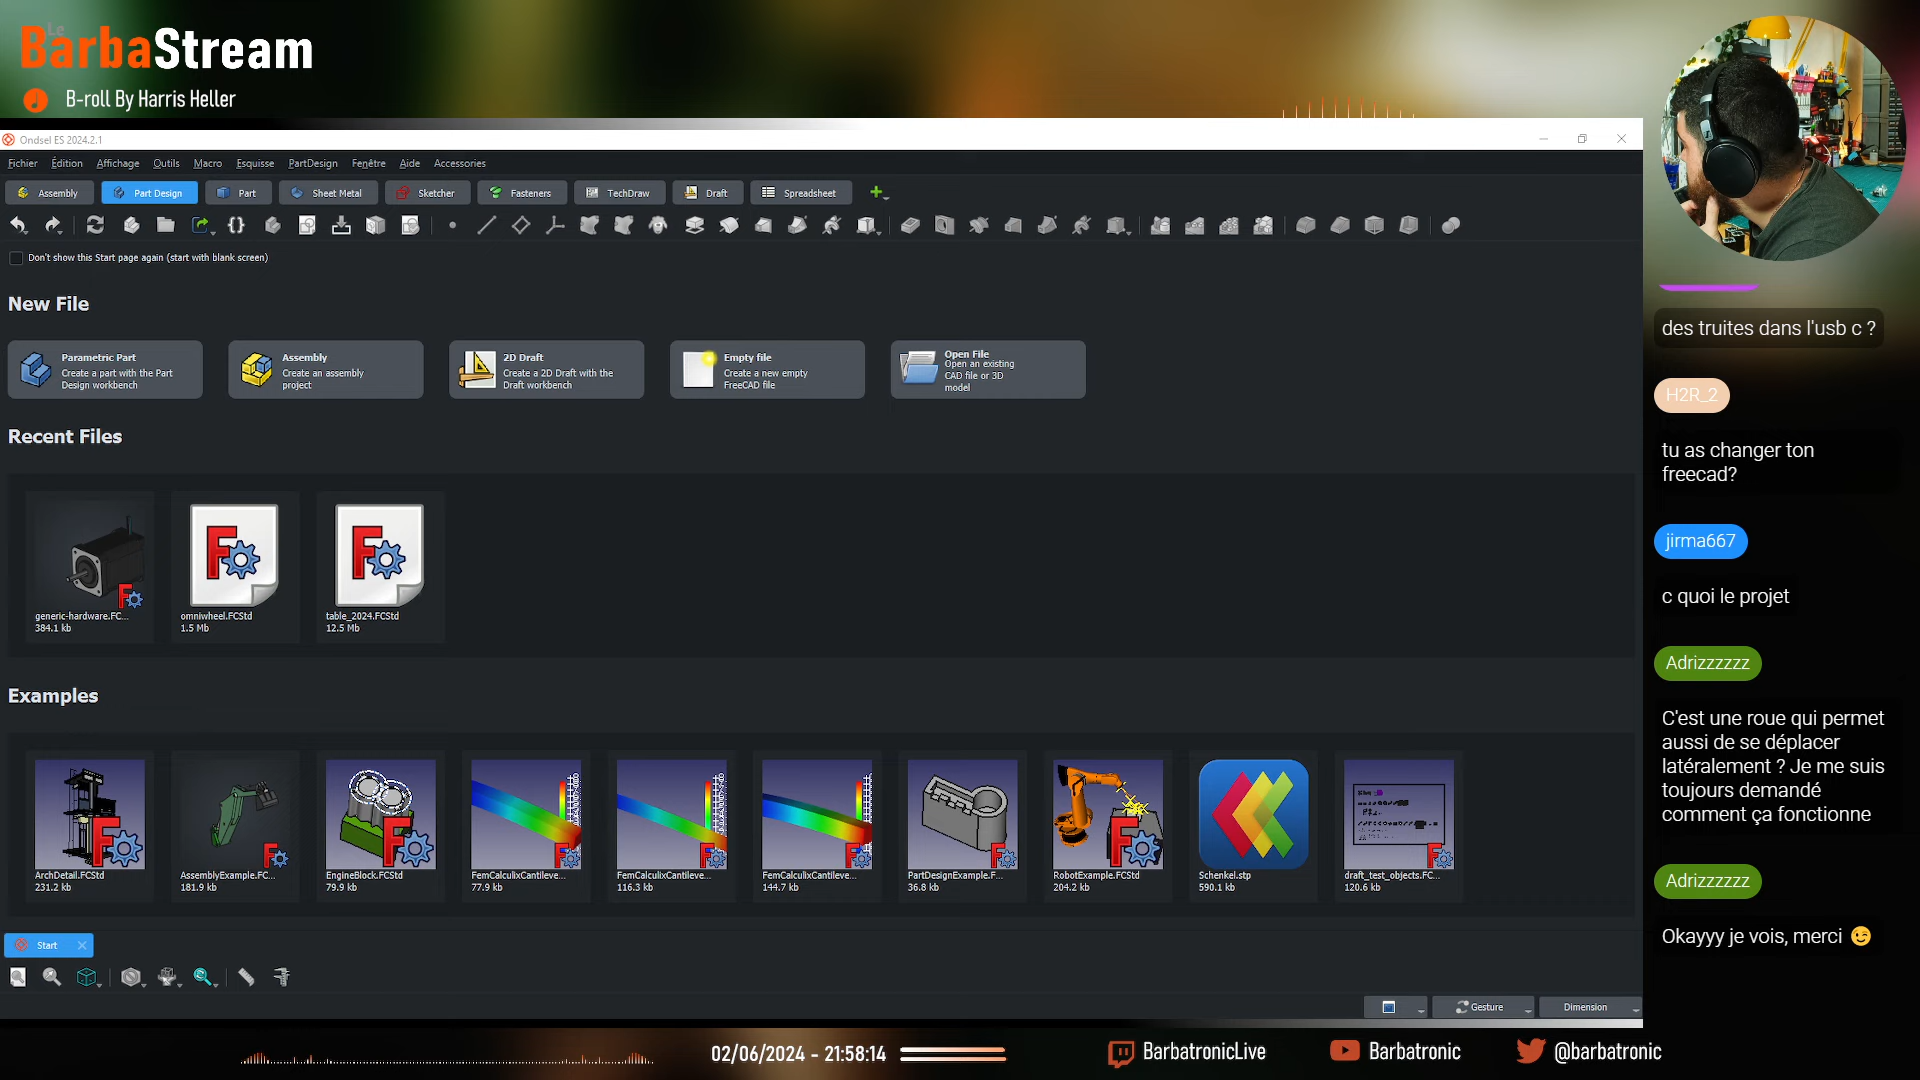 Le
BarbaStream
B-roll By Harris Heller
Ondsel ES 2024.2.1
Fichier Édition Affichage Outils Macro Esquisse PartDesign Fenêtre Aide Accessories
Assembly Part Design Part Sheet Metal Sketcher Fasteners TechDraw Draft Spreadsheet
Don't show this Start page again (start with blank screen)
New File
Parametric Part
Create a part with the Part
Design workbench
Assembly
Create an assembly
project
2D Draft
Create a 2D Draft with the
Draft workbench
Empty file
Create a new empty
FreeCAD file
Open File
Open an existing
CAD file or 3D
model
Recent Files
generic-hardware.FC...
384.1 kb
omniwheel.FCStd
1.5 Mb
table_2024.FCStd
12.5 Mb
Examples
ArchDetail.FCStd
231.2 kb
AssemblyExample.FC...
181.9 kb
EngineBlock.FCStd
79.9 kb
FemCalculixCantileve...
77.9 kb
FemCalculixCantileve...
116.3 kb
FemCalculixCantileve...
144.7 kb
PartDesignExample.F...
36.8 kb
RobotExample.FCStd
204.2 kb
Schenkel.stp
590.1 kb
draft_test_objects.FC...
120.6 kb
Start
Gesture
Dimension
des truites dans l'usb c ?
H2R_2
tu as changer ton
freecad?
jirma667
c quoi le projet
Adrizzzzzz
C'est une roue qui permet
aussi de se déplacer
latéralement ? Je me suis
toujours demandé
comment ça fonctionne
Adrizzzzzz
Okayyy je vois, merci 😉
02/06/2024 - 21:58:14
BarbatronicLive
Barbatronic
@barbatronic